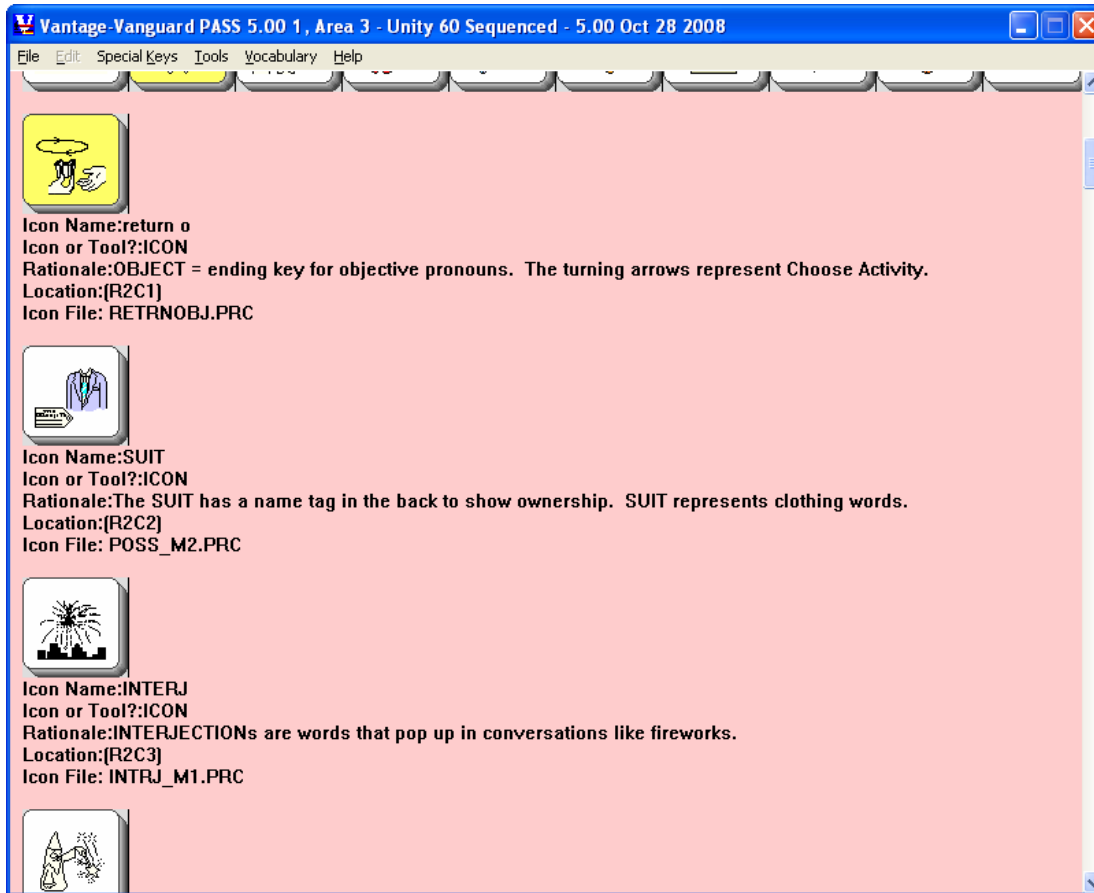 Vantage-Vanguard PASS 5.00 1, Area 3 - Unity 60 Sequenced - 5.00 Oct 28 2008
File Edit Special Keys Tools Vocabulary Help
Icon Name:return o
Icon or Tool?:ICON
Rationale:OBJECT = ending key for objective pronouns.  The turning arrows represent Choose Activity.
Location:(R2C1)
Icon File: RETRNOBJ.PRC
Icon Name:SUIT
Icon or Tool?:ICON
Rationale:The SUIT has a name tag in the back to show ownership.  SUIT represents clothing words.
Location:(R2C2)
Icon File: POSS_M2.PRC
Icon Name:INTERJ
Icon or Tool?:ICON
Rationale:INTERJECTIONs are words that pop up in conversations like fireworks.
Location:(R2C3)
Icon File: INTRJ_M1.PRC